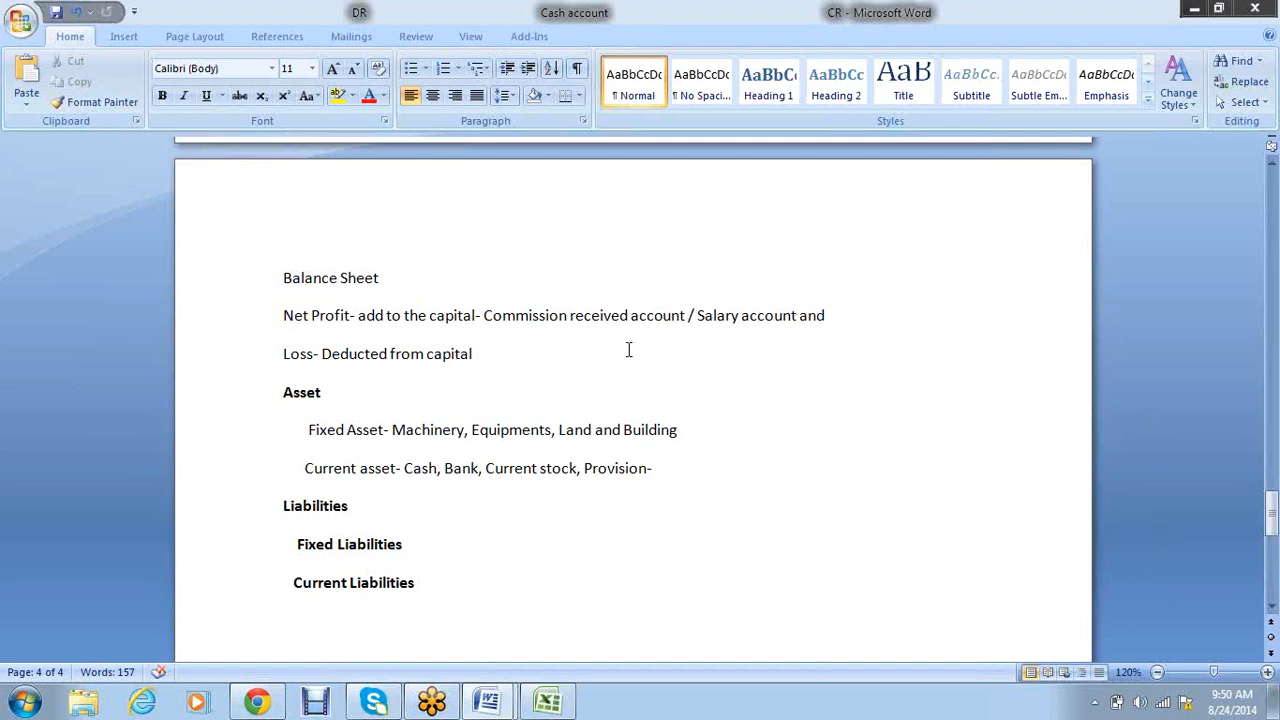 DR Cash account CR - Microsoft Word
Home Insert Page Layout References Mailings Review View Add-Ins
Paste
Cut
Copy
Format Painter
Clipboard
Calibri (Body) 11
B I U abc X₂ X² Aa
Font
Paragraph
AaBbCcDc AaBbCcDc AaBbC AaBbCc AaB AaBbCc. AaBbCcDc AaBbCcDc
¶ Normal ¶ No Spaci... Heading 1 Heading 2 Title Subtitle Subtle Em... Emphasis
Styles
Change Styles
Find
Replace
Select
Editing
Balance Sheet
Net Profit- add to the capital- Commission received account / Salary account and
Loss- Deducted from capital
Asset
Fixed Asset- Machinery, Equipments, Land and Building
Current asset- Cash, Bank, Current stock, Provision-
Liabilities
Fixed Liabilities
Current Liabilities
Page: 4 of 4 Words: 157 120%
9:50 AM
8/24/2014